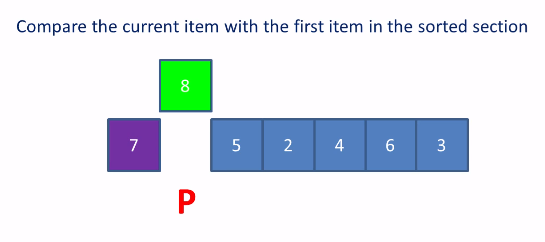 Compare the current item with the first item in the sorted section
8
7 5 2 4 6 3
P